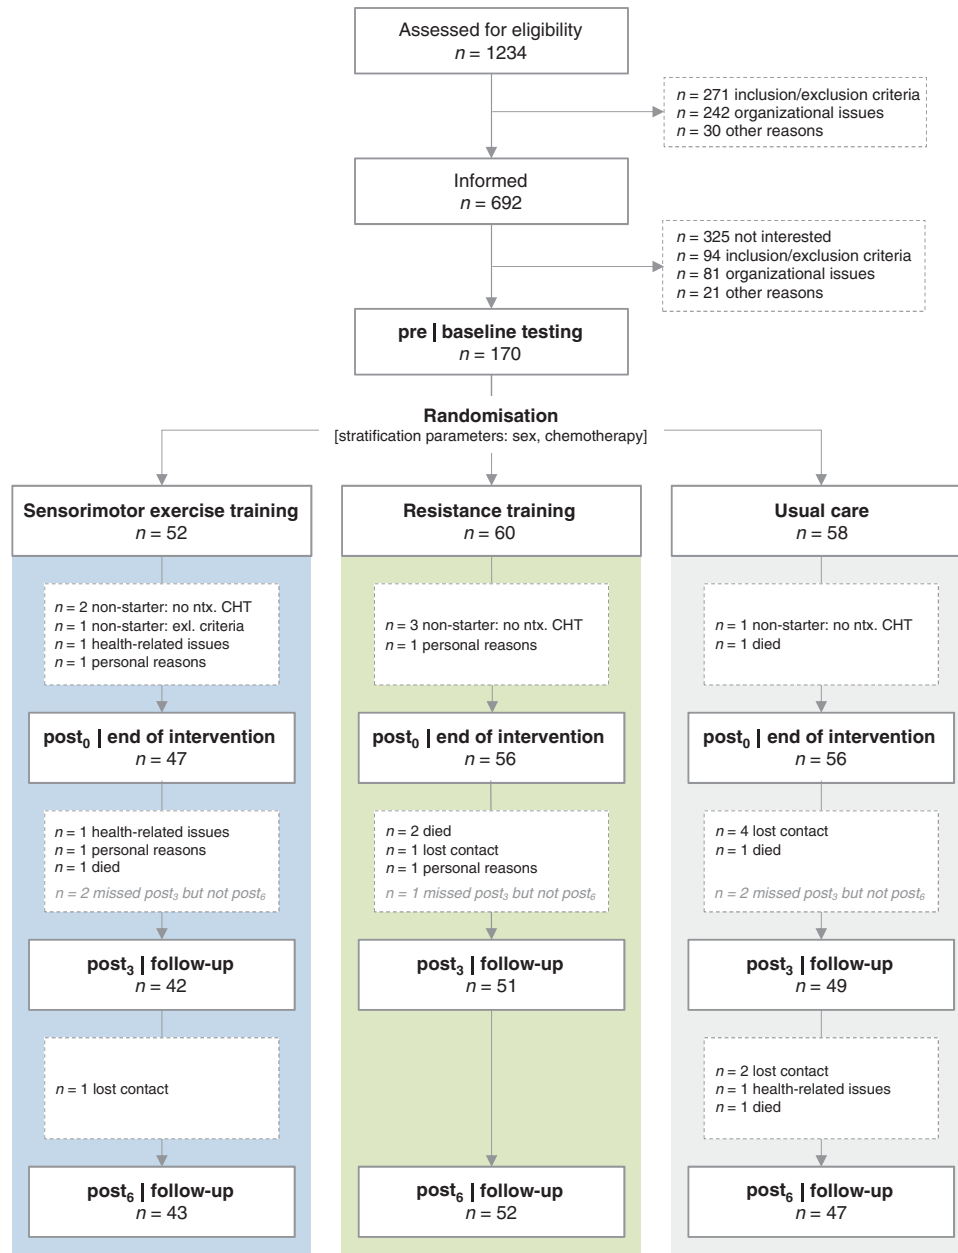 Assessed for eligibility
n = 1234
n = 271 inclusion/exclusion criteria
n = 242 organizational issues
n = 30 other reasons
Informed
n = 692
n = 325 not interested
n = 94 inclusion/exclusion criteria
n = 81 organizational issues
n = 21 other reasons
pre | baseline testing
n = 170
Randomisation
[stratification parameters: sex, chemotherapy]
Sensorimotor exercise training
n = 52
n = 2 non-starter: no ntx. CHT
n = 1 non-starter: exl. criteria
n = 1 health-related issues
n = 1 personal reasons
post₀ | end of intervention
n = 47
n = 1 health-related issues
n = 1 personal reasons
n = 1 died
n = 2 missed post₃ but not post₆
post₃ | follow-up
n = 42
n = 1 lost contact
post₆ | follow-up
n = 43
Resistance training
n = 60
n = 3 non-starter: no ntx. CHT
n = 1 personal reasons
post₀ | end of intervention
n = 56
n = 2 died
n = 1 lost contact
n = 1 personal reasons
n = 1 missed post₃ but not post₆
post₃ | follow-up
n = 51
post₆ | follow-up
n = 52
Usual care
n = 58
n = 1 non-starter: no ntx. CHT
n = 1 died
post₀ | end of intervention
n = 56
n = 4 lost contact
n = 1 died
n = 2 missed post₃ but not post₆
post₃ | follow-up
n = 49
n = 2 lost contact
n = 1 health-related issues
n = 1 died
post₆ | follow-up
n = 47